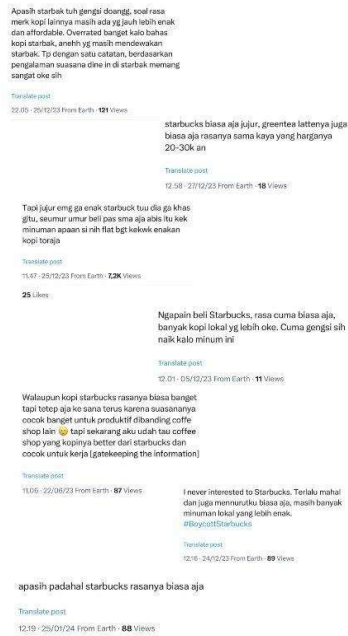 Apasih starbak tuh gengsi doangg, soal rasa
merk kopi lainnya masih ada yg jauh lebih enak
dan affordable. Overrated banget kalo bahas
kopi starbak, anehh yg masih mendewakan
starbak. Tp dengan satu catatan, berdasarkan
pengalaman suasana dine in di starbak memang
sangat oke sih
Translate post
22.05 · 25/12/23 From Earth · 121 Views
starbucks biasa aja jujur, greentea lattenya juga
biasa aja rasanya sama kaya yang harganya
20-30k an
Translate post
12.58 · 27/12/23 From Earth · 18 Views
Tapi jujur emg ga enak starbuck tuu dia ga khas
gitu, seumur umur beli pas sma aja abis itu kek
minuman apaan si nih flat bgt kekwk enakan
kopi toraja
Translate post
11.47 · 25/12/23 From Earth · 7,2K Views
25 Likes
Ngapain beli Starbucks, rasa cuma biasa aja,
banyak kopi lokal yg lebih oke. Cuma gengsi sih
naik kalo minum ini
Translate post
12.01 · 05/12/23 From Earth · 11 Views
Walaupun kopi starbucks rasanya biasa banget
tapi tetep aja ke sana terus karena suasananya
cocok banget untuk produktif dibanding coffe
shop lain 😄 tapi sekarang aku udah tau coffee
shop yang kopinya better dari starbucks dan
cocok untuk kerja [gatekeeping the information]
Translate post
11.05 · 22/06/23 From Earth · 87 Views
I never interested to Starbucks. Terlalu mahal
dan juga mennurutku biasa aja, masih banyak
minuman lokal yang lebih enak.
#BoycottStarbucks
Translate post
12.16 · 24/12/23 From Earth · 89 Views
apasih padahal starbucks rasanya biasa aja
Translate post
12.19 · 25/01/24 From Earth · 88 Views